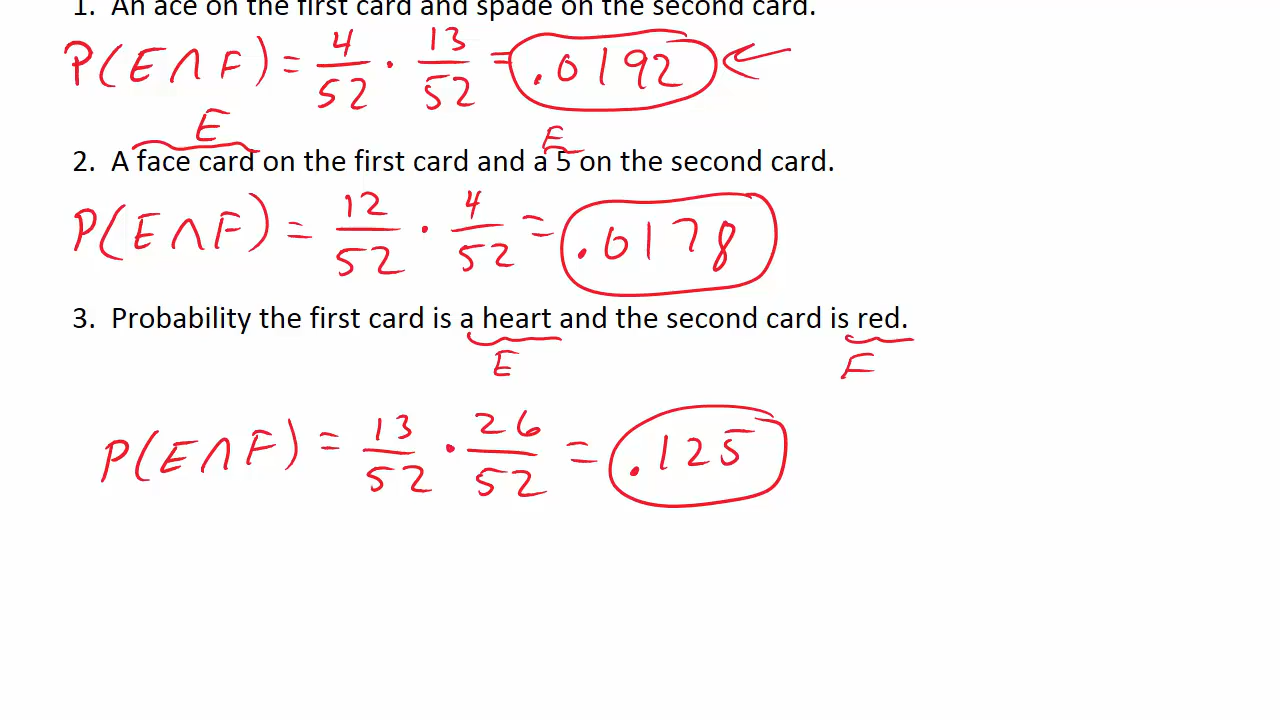 1. An ace on the first card and spade on the second card.
P(E∩F) = 4/52 · 13/52 = .0192 ←
E F
2. A face card on the first card and a 5 on the second card.
P(E∩F) = 12/52 · 4/52 = .0178
3. Probability the first card is a heart and the second card is red.
E F
P(E∩F) = 13/52 · 26/52 = .125